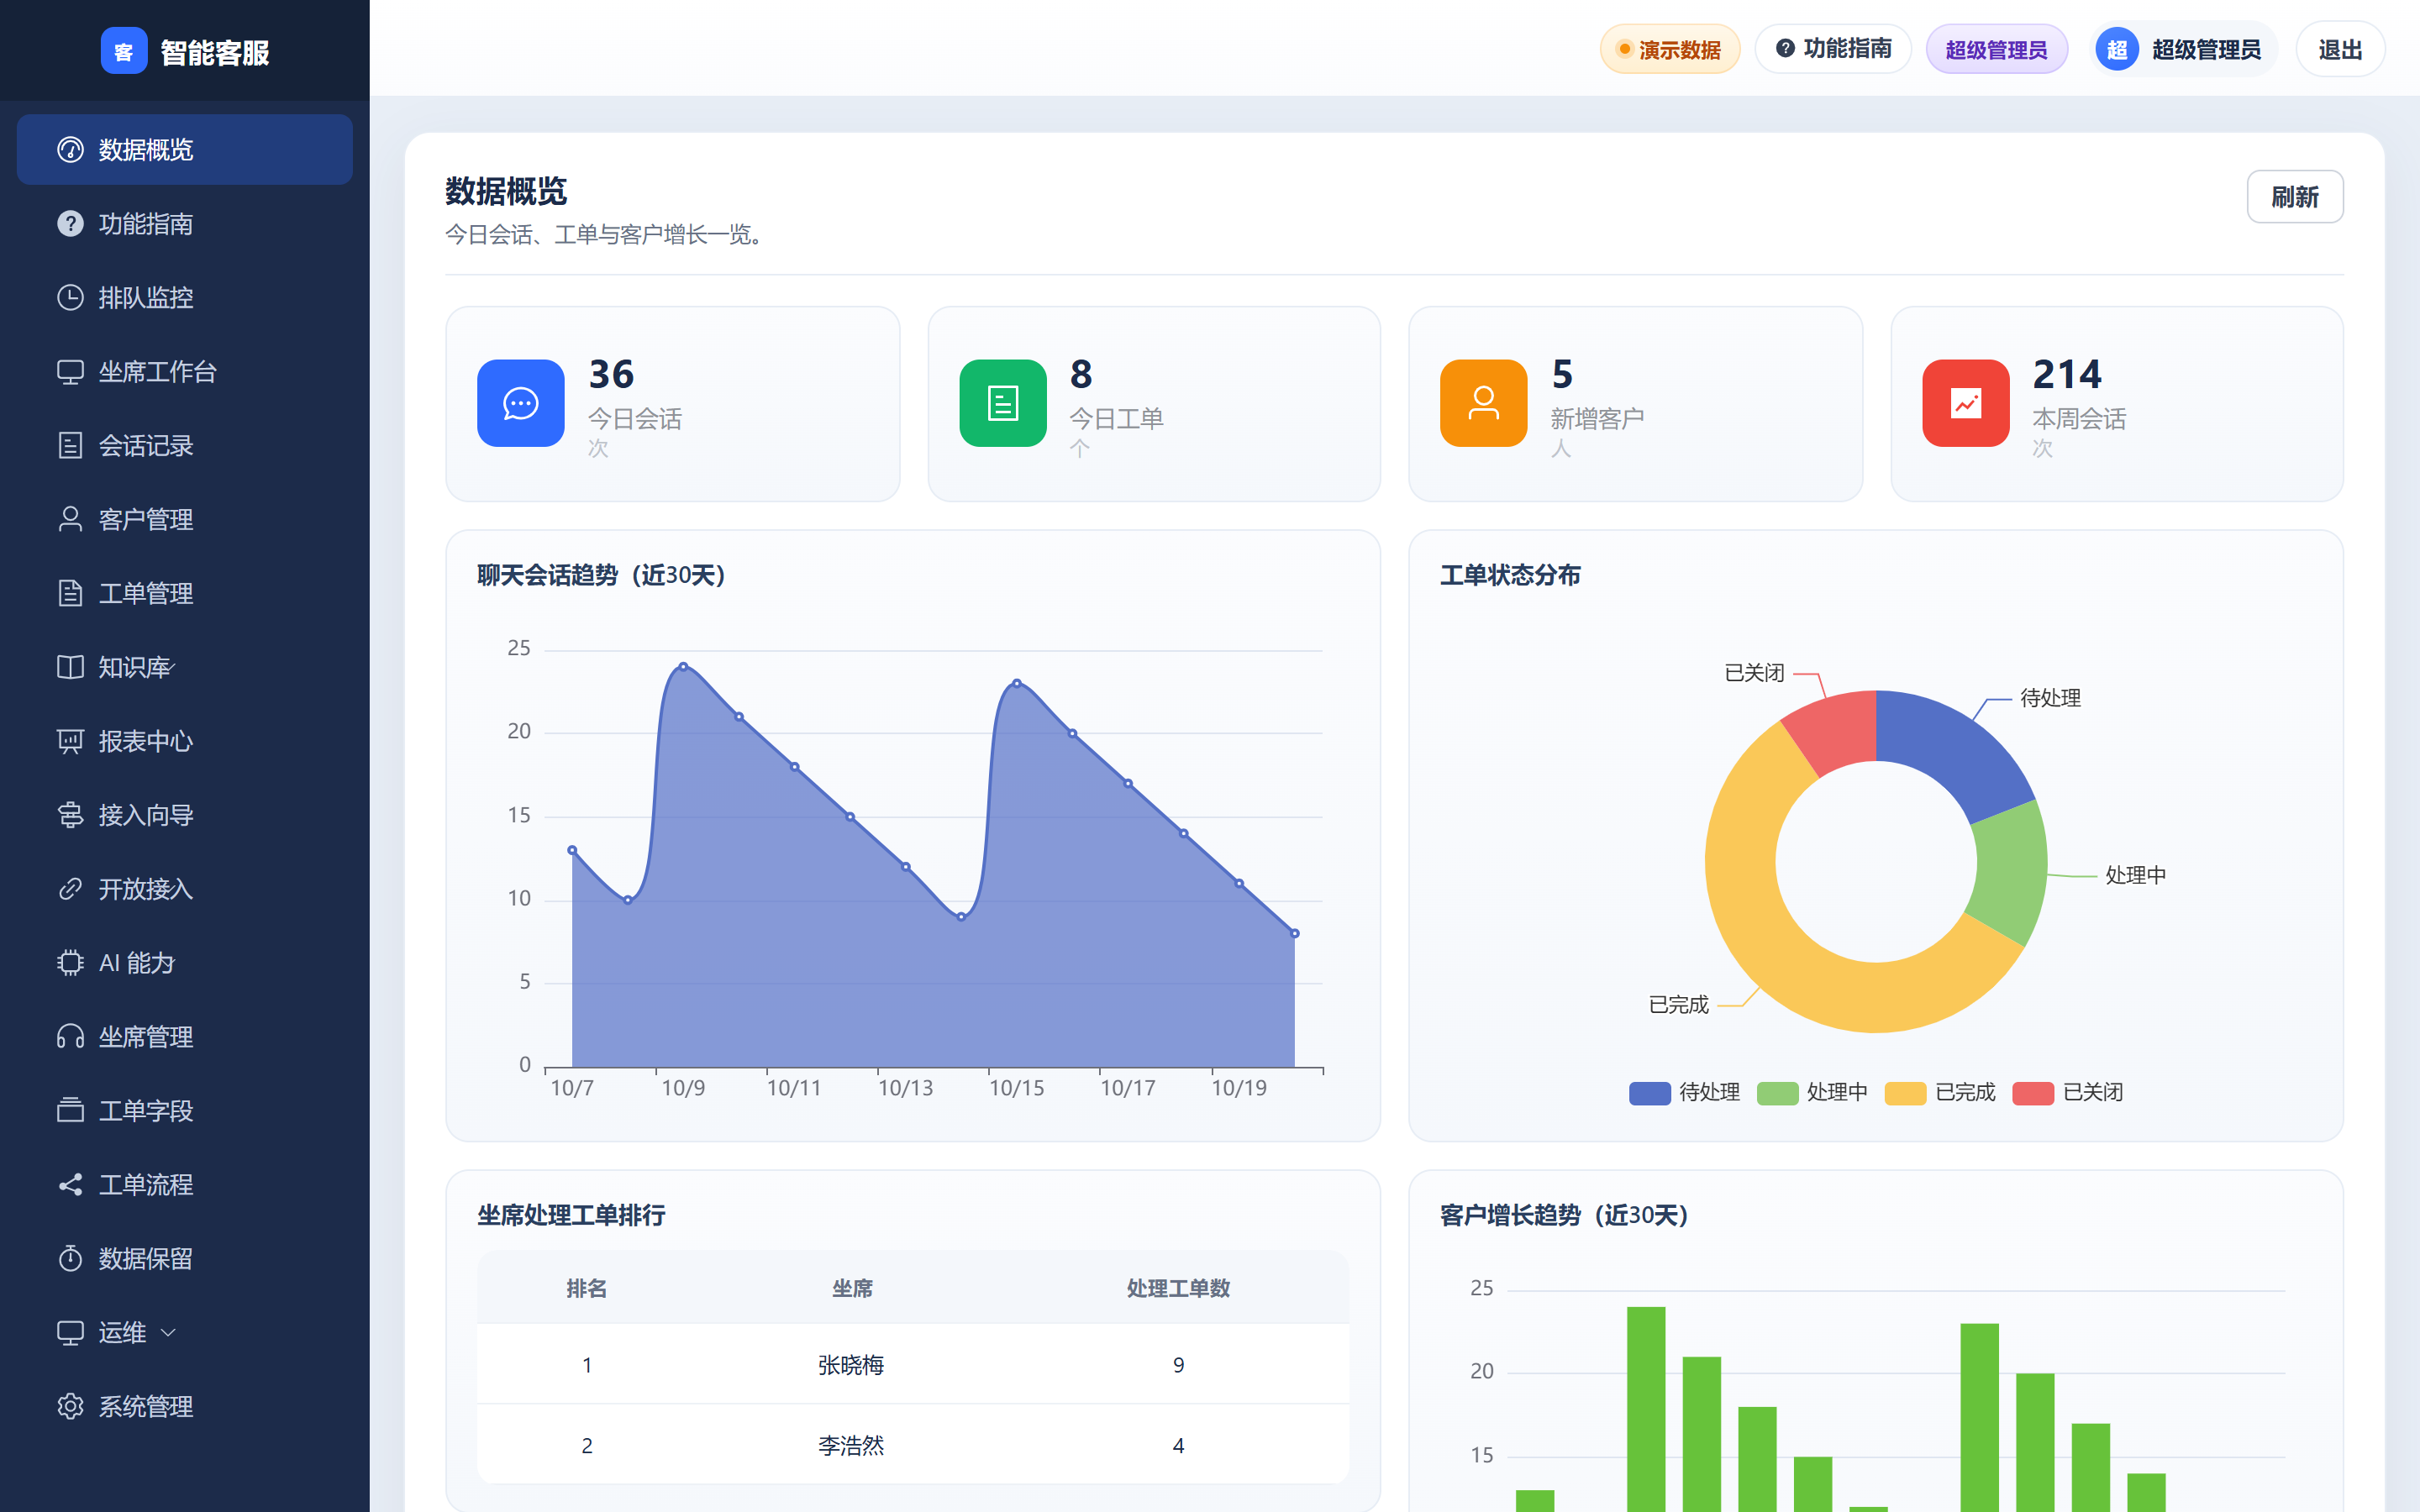 客 智能客服
演示数据 功能指南 超级管理员 超 超级管理员 退出
数据概览
功能指南
排队监控
坐席工作台
会话记录
客户管理
工单管理
知识库
报表中心
接入向导
开放接入
AI 能力
坐席管理
工单字段
工单流程
数据保留
运维
系统管理
数据概览
刷新
今日会话、工单与客户增长一览。
36
今日会话
次
8
今日工单
个
5
新增客户
人
214
本周会话
次
聊天会话趋势（近30天）
25
20
15
10
5
0
10/7 10/9 10/11 10/13 10/15 10/17 10/19
工单状态分布
已关闭
待处理
处理中
已完成
待处理 处理中 已完成 已关闭
坐席处理工单排行
排名 坐席 处理工单数
1 张晓梅 9
2 李浩然 4
客户增长趋势（近30天）
25
20
15